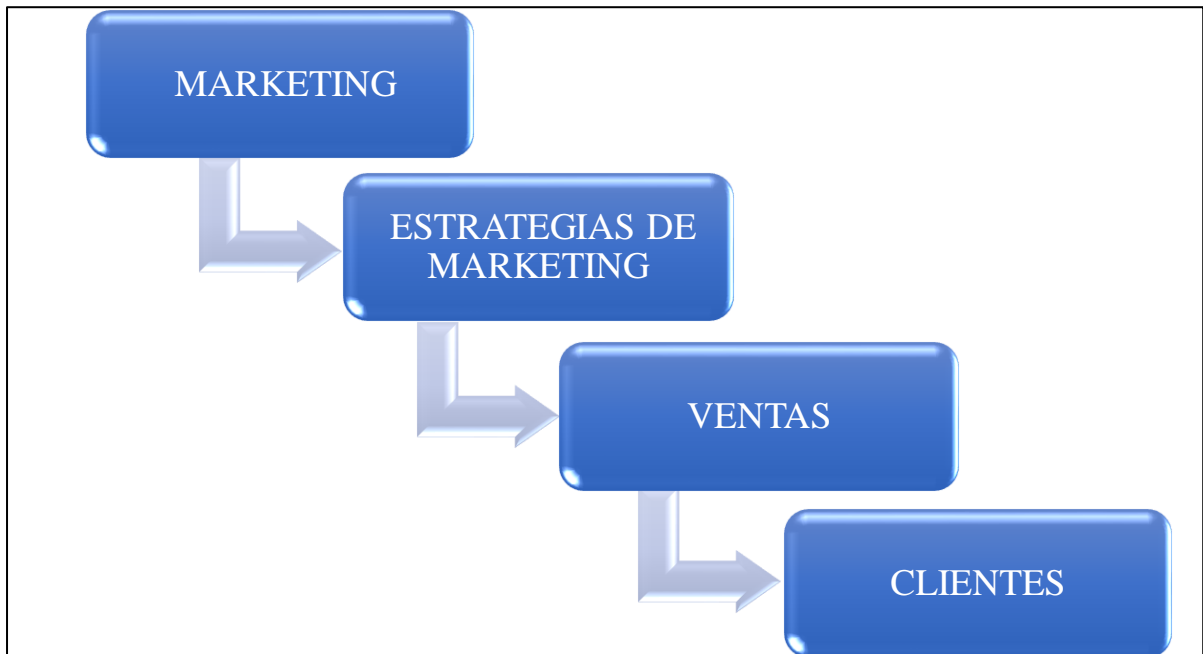 MARKETING
ESTRATEGIAS DE
MARKETING
VENTAS
CLIENTES